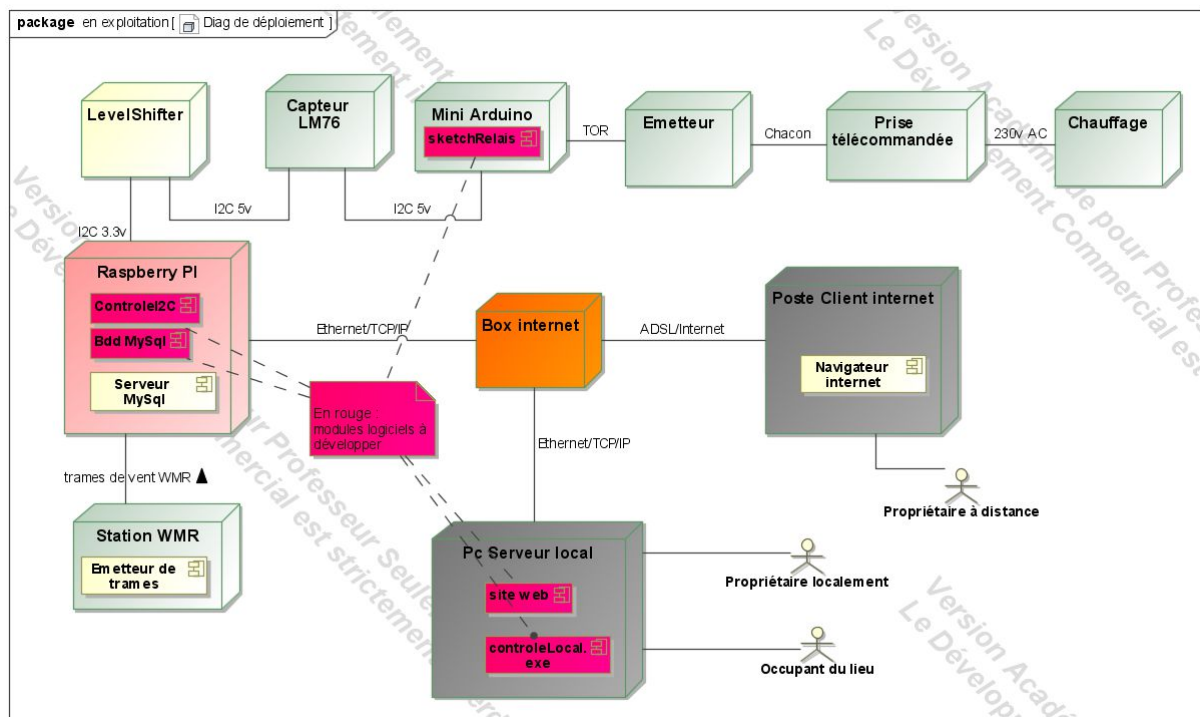 package en exploitation [ Diag de déploiement ]
LevelShifter
Capteur
LM76
Mini Arduino
sketchRelais
TOR
Emetteur
Chacon
Prise
télécommandée
230v AC
Chauffage
I2C 5v
I2C 5v
I2C 3.3v
Raspberry PI
ControleI2C
Bdd MySql
Serveur
MySql
Ethernet/TCP/IP
Box internet
ADSL/Internet
Poste Client internet
Navigateur
internet
En rouge :
modules logiciels à
développer
Ethernet/TCP/IP
trames de vent WMR
Station WMR
Emetteur de
trames
Propriétaire à distance
Pc Serveur local
site web
controleLocal.
exe
Propriétaire localement
Occupant du lieu